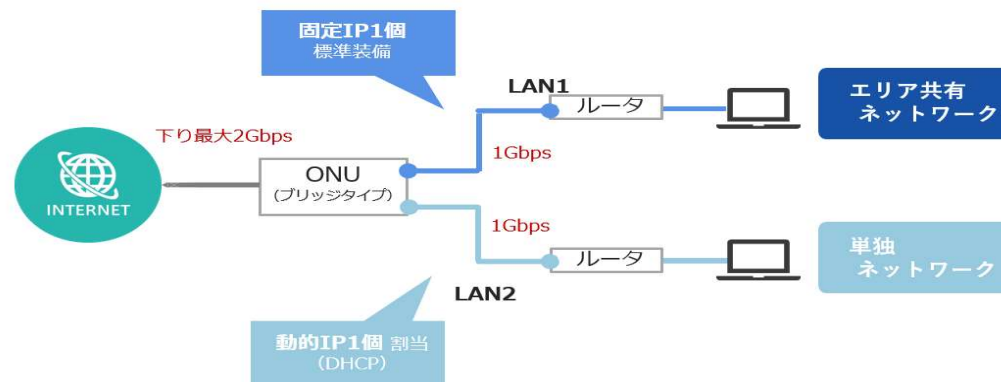 固定IP1個
標準装備
LAN1
ルータ
エリア共有
ネットワーク
下り最大2Gbps
1Gbps
INTERNET
ONU
(ブリッジタイプ)
1Gbps
ルータ
単独
ネットワーク
LAN2
動的IP1個 割当
(DHCP)